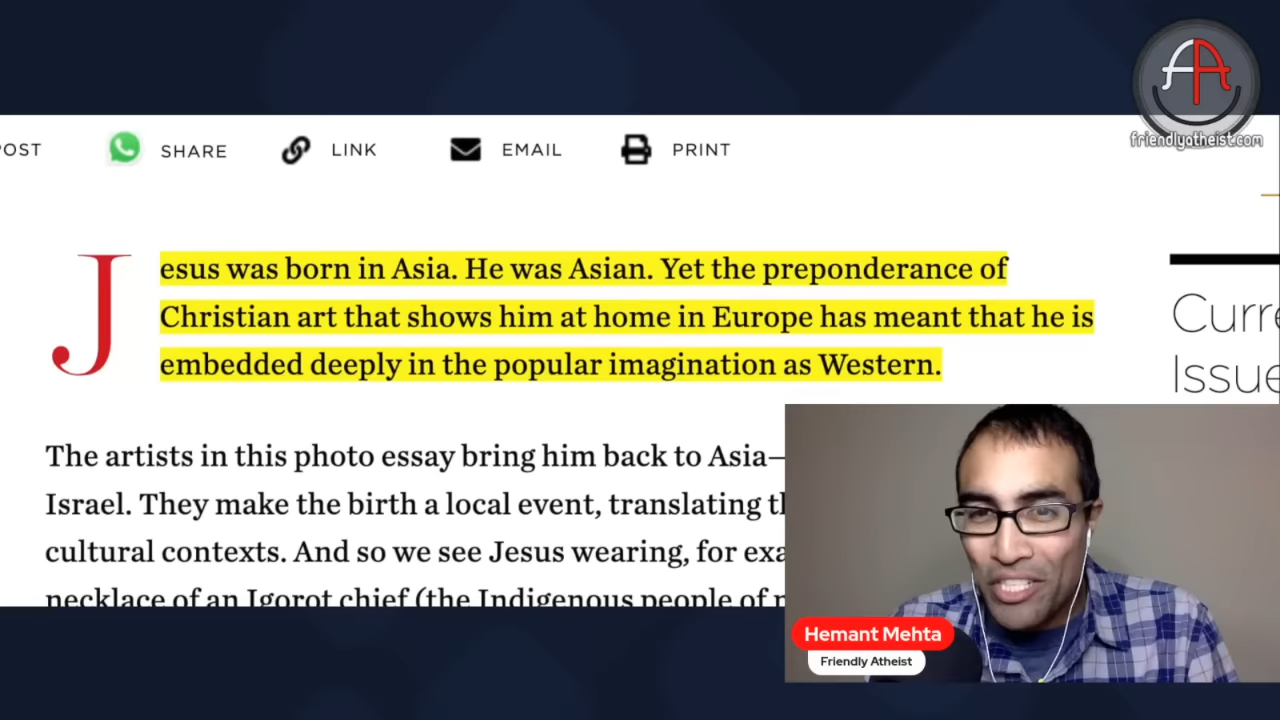 friendlyatheist.com
POST SHARE LINK EMAIL PRINT
Jesus was born in Asia. He was Asian. Yet the preponderance of
Christian art that shows him at home in Europe has meant that he is
embedded deeply in the popular imagination as Western.
The artists in this photo essay bring him back to Asia—
Israel. They make the birth a local event, translating
cultural contexts. And so we see Jesus wearing, for
necklace of an Igorot chief (the Indigenous people of
Issue
Hemant Mehta
Friendly Atheist